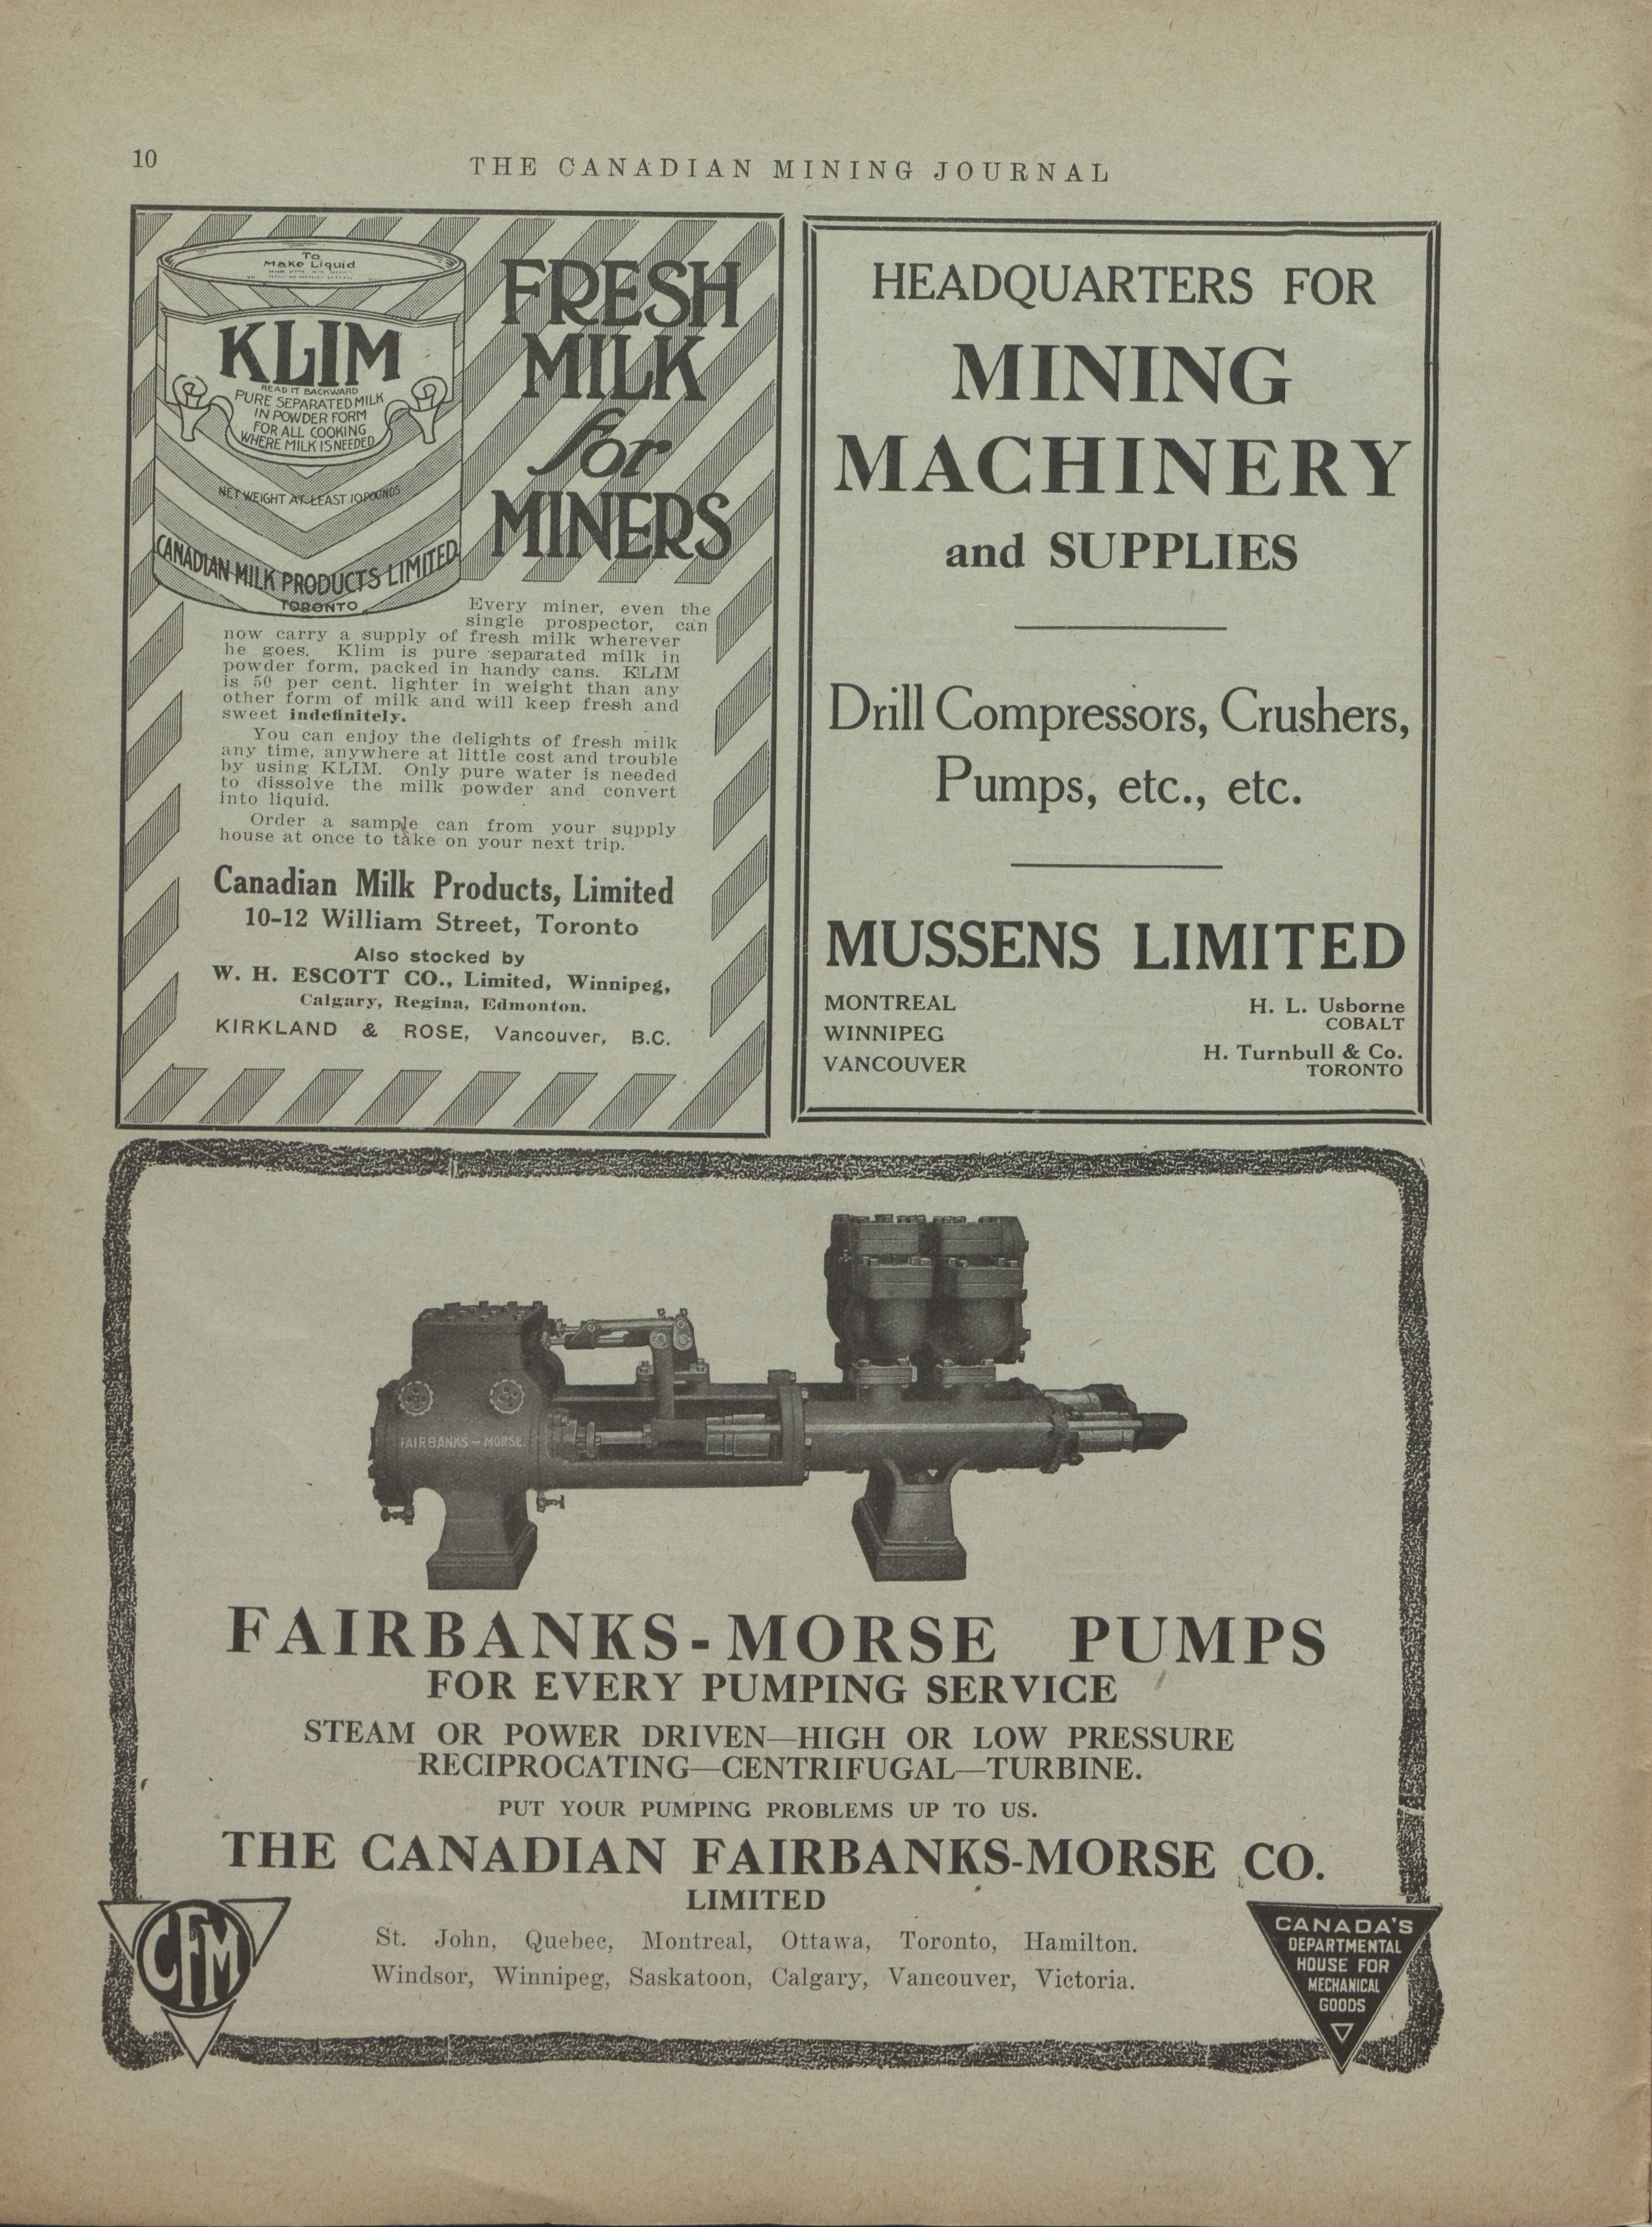 10
THE CANADIAN MINING JOURNAL
To
Make Liquid
KLIM
READ IT BACKWARD
PURE SEPARATED MILK
IN POWDER FORM
FOR ALL COOKING
WHERE MILK IS NEEDED
NET WEIGHT AT LEAST 10 POUNDS
CANADIAN MILK PRODUCTS LIMITED
TORONTO
FRESH
MILK
for
MINERS
Every miner, even the
single prospector, can
now carry a supply of fresh milk wherever
he goes. Klim is pure separated milk in
powder form, packed in handy cans. KLIM
is 50 per cent. lighter in weight than any
other form of milk and will keep fresh and
sweet indefinitely.
You can enjoy the delights of fresh milk
any time, anywhere at little cost and trouble
by using KLIM. Only pure water is needed
to dissolve the milk powder and convert
into liquid.
Order a sample can from your supply
house at once to take on your next trip.
Canadian Milk Products, Limited
10-12 William Street, Toronto
Also stocked by
W. H. ESCOTT CO., Limited, Winnipeg,
Calgary, Regina, Edmonton.
KIRKLAND & ROSE, Vancouver, B.C.
HEADQUARTERS FOR
MINING
MACHINERY
and SUPPLIES
Drill Compressors, Crushers,
Pumps, etc., etc.
MUSSENS LIMITED
MONTREAL
WINNIPEG
VANCOUVER
H. L. Usborne
COBALT
H. Turnbull & Co.
TORONTO
FAIRBANKS-MORSE
FAIRBANKS-MORSE PUMPS
FOR EVERY PUMPING SERVICE
STEAM OR POWER DRIVEN—HIGH OR LOW PRESSURE
RECIPROCATING—CENTRIFUGAL—TURBINE.
PUT YOUR PUMPING PROBLEMS UP TO US.
THE CANADIAN FAIRBANKS-MORSE CO.
LIMITED
St. John, Quebec, Montreal, Ottawa, Toronto, Hamilton.
Windsor, Winnipeg, Saskatoon, Calgary, Vancouver, Victoria.
CFM
CANADA'S
DEPARTMENTAL
HOUSE FOR
MECHANICAL
GOODS